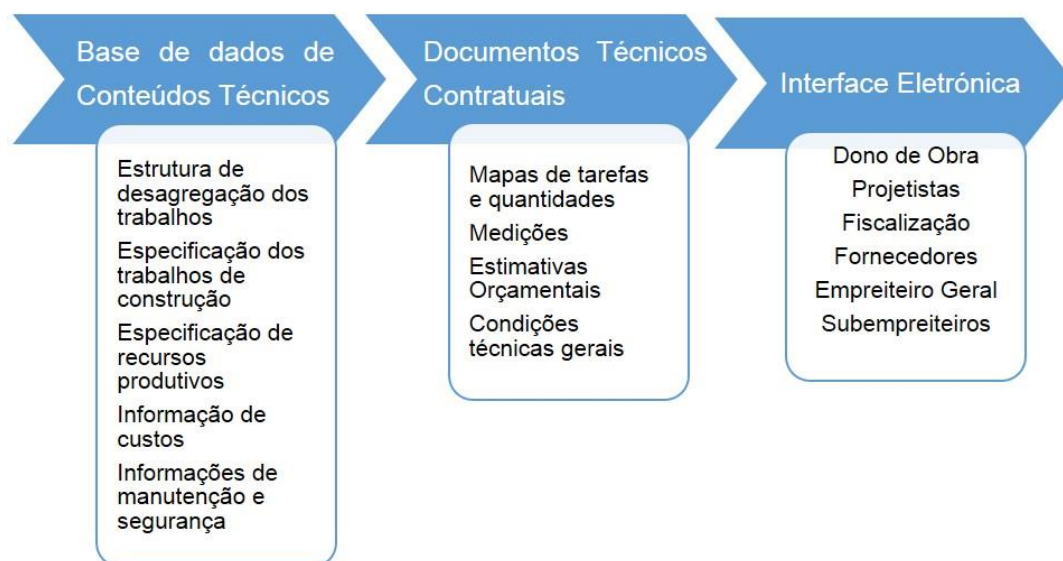 Base de dados de
Conteúdos Técnicos
Estrutura de
desagregação dos
trabalhos
Especificação dos
trabalhos de
construção
Especificação de
recursos
produtivos
Informação de
custos
Informações de
manutenção e
segurança
Documentos Técnicos
Contratuais
Mapas de tarefas
e quantidades
Medições
Estimativas
Orçamentais
Condições
técnicas gerais
Interface Eletrónica
Dono de Obra
Projetistas
Fiscalização
Fornecedores
Empreiteiro Geral
Subempreiteiros